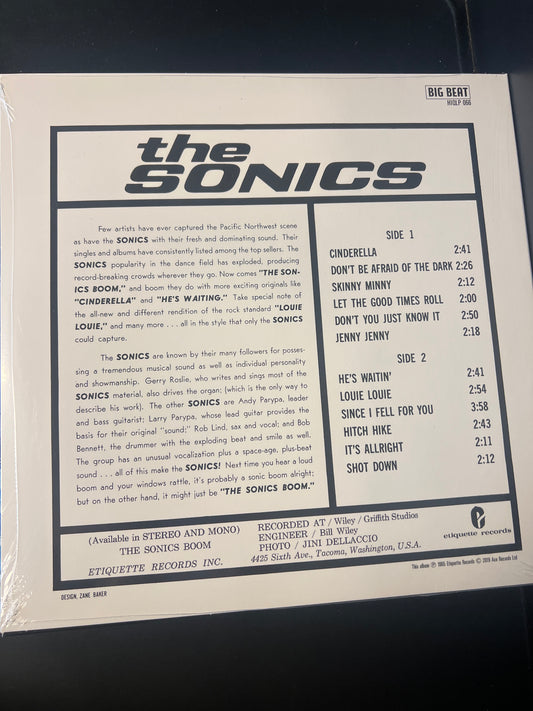 BIG BEAT
HIQLP 066
the
SONICS
Few artists have ever captured the Pacific Northwest scene
as have the SONICS with their fresh and dominating sound. Their
singles and albums have consistently listed among the top sellers. The
SONICS popularity in the dance field has exploded, producing
record-breaking crowds wherever they go. Now comes "THE SON-
ICS BOOM," and boom they do with more exciting originals like
"CINDERELLA" and "HE'S WAITING." Take special note of
the all-new and different rendition of the rock standard "LOUIE
LOUIE," and many more . . . all in the style that only the SONICS
could capture.
The SONICS are known by their many followers for posses-
sing a tremendous musical sound as well as individual personality
and showmanship. Gerry Roslie, who writes and sings most of the
SONICS material, also drives the organ; (which is the only way to
describe his work). The other SONICS are Andy Parypa, leader
and bass guitarist; Larry Parypa, whose lead guitar provides the
basis for their original "sound;" Rob Lind, sax and vocal; and Bob
Bennett, the drummer with the exploding beat and smile as well.
The group has an unusual vocalization plus a space-age, plus-beat
sound . . . all of this make the SONICS! Next time you hear a loud
boom and your windows rattle, it's probably a sonic boom alright;
but on the other hand, it might just be "THE SONICS BOOM."
SIDE 1
CINDERELLA 2:41
DON'T BE AFRAID OF THE DARK 2:26
SKINNY MINNY 2:12
LET THE GOOD TIMES ROLL 2:00
DON'T YOU JUST KNOW IT 2:50
JENNY JENNY 2:18
SIDE 2
HE'S WAITIN' 2:41
LOUIE LOUIE 2:54
SINCE I FELL FOR YOU 3:58
HITCH HIKE 2:43
IT'S ALLRIGHT 2:11
SHOT DOWN 2:12
(Available in STEREO AND MONO)
THE SONICS BOOM
ETIQUETTE RECORDS INC.
RECORDED AT / Wiley / Griffith Studios
ENGINEER / Bill Wiley
PHOTO / JINI DELLACCIO
4425 Sixth Ave., Tacoma, Washington, U.S.A.
etiquette records
DESIGN, ZANE BAKER
This album ℗ 1965 Etiquette Records © 2019 Ace Records Ltd